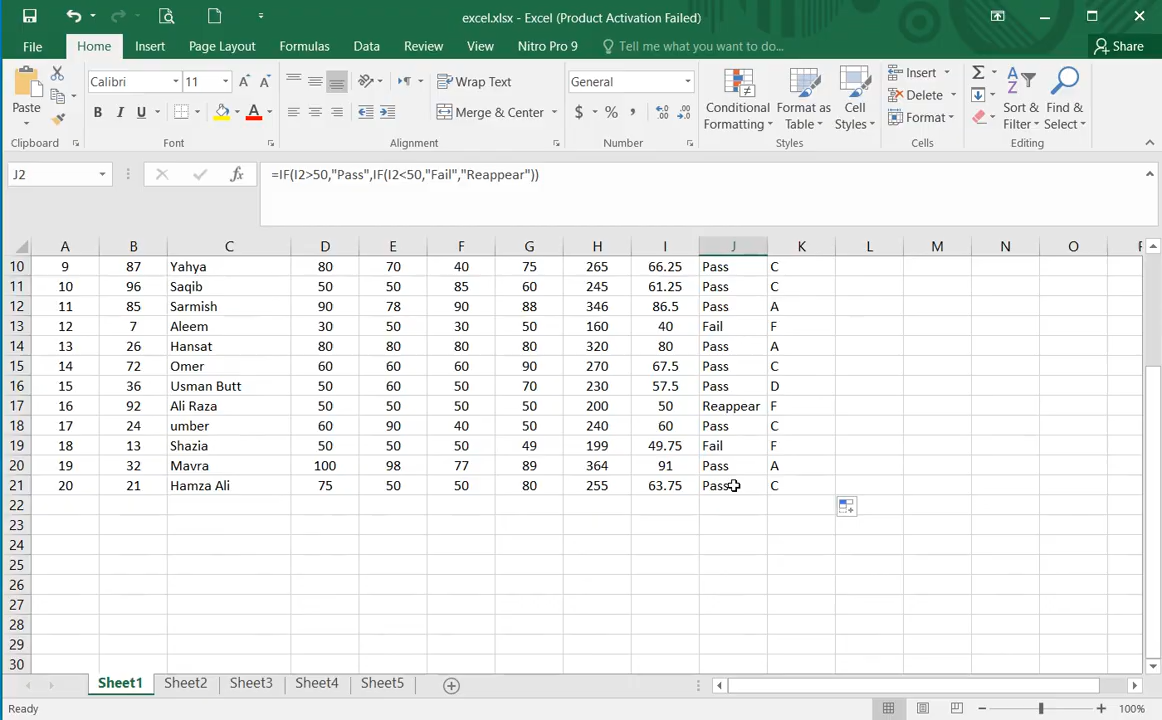 excel.xlsx - Excel (Product Activation Failed)
File Home Insert Page Layout Formulas Data Review View Nitro Pro 9 Tell me what you want to do... Share
Paste
Calibri 11 A A
B I U A
Wrap Text
Merge & Center
General
$ % ,
Conditional Formatting
Format as Table
Cell Styles
Insert
Delete
Format
Sort & Filter
Find & Select
Clipboard Font Alignment Number Styles Cells Editing
J2 fx =IF(I2>50,"Pass",IF(I2<50,"Fail","Reappear"))
A B C D E F G H I J K L M N O
10 9 87 Yahya 80 70 40 75 265 66.25 Pass C
11 10 96 Saqib 50 50 85 60 245 61.25 Pass C
12 11 85 Sarmish 90 78 90 88 346 86.5 Pass A
13 12 7 Aleem 30 50 30 50 160 40 Fail F
14 13 26 Hansat 80 80 80 80 320 80 Pass A
15 14 72 Omer 60 60 60 90 270 67.5 Pass C
16 15 36 Usman Butt 50 60 50 70 230 57.5 Pass D
17 16 92 Ali Raza 50 50 50 50 200 50 Reappear F
18 17 24 umber 60 90 40 50 240 60 Pass C
19 18 13 Shazia 50 50 50 49 199 49.75 Fail F
20 19 32 Mavra 100 98 77 89 364 91 Pass A
21 20 21 Hamza Ali 75 50 50 80 255 63.75 Pass C
22
23
24
25
26
27
28
29
30
Sheet1 Sheet2 Sheet3 Sheet4 Sheet5
Ready 100%